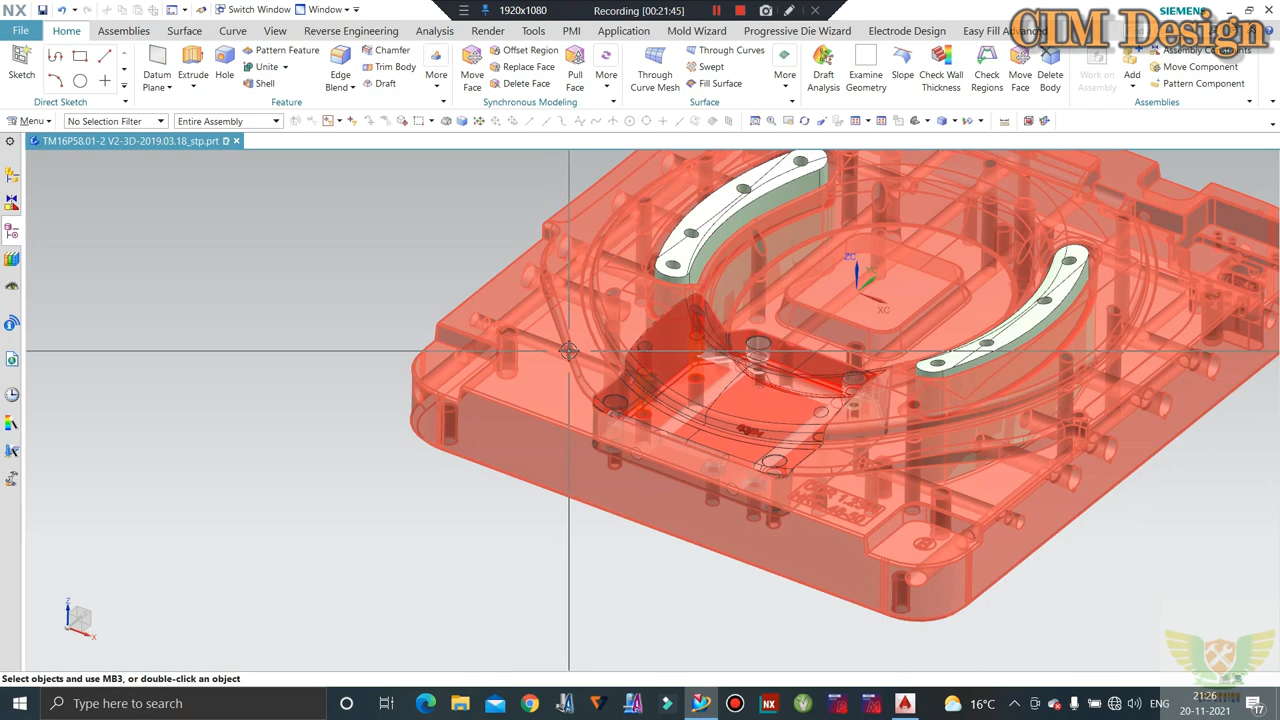 NX
Switch Window
Window
1920x1080
Recording [00:21:45]
SIEMENS
CIM Design
File
Home
Assemblies
Surface
Curve
View
Reverse Engineering
Analysis
Render
Tools
PMI
Application
Mold Wizard
Progressive Die Wizard
Electrode Design
Easy Fill Advanced
Sketch
Datum Plane
Extrude
Hole
Pattern Feature
Unite
Shell
Edge Blend
Chamfer
Trim Body
Draft
More
Move Face
Offset Region
Replace Face
Delete Face
Pull Face
More
Through Curve Mesh
Through Curves
Swept
Fill Surface
More
Draft Analysis
Examine Geometry
Slope
Check Wall Thickness
Check Regions
Move Face
Delete Body
Work on Assembly
Add
Assembly Constraints
Move Component
Pattern Component
Direct Sketch
Feature
Synchronous Modeling
Surface
Assemblies
Menu
No Selection Filter
Entire Assembly
TM16P58.01-2 V2-3D-2019.03.18_stp.prt
ZC
YC
XC
Z
X
Select objects and use MB3, or double-click an object
Type here to search
16°C
ENG
21:26
20-11-2021
17